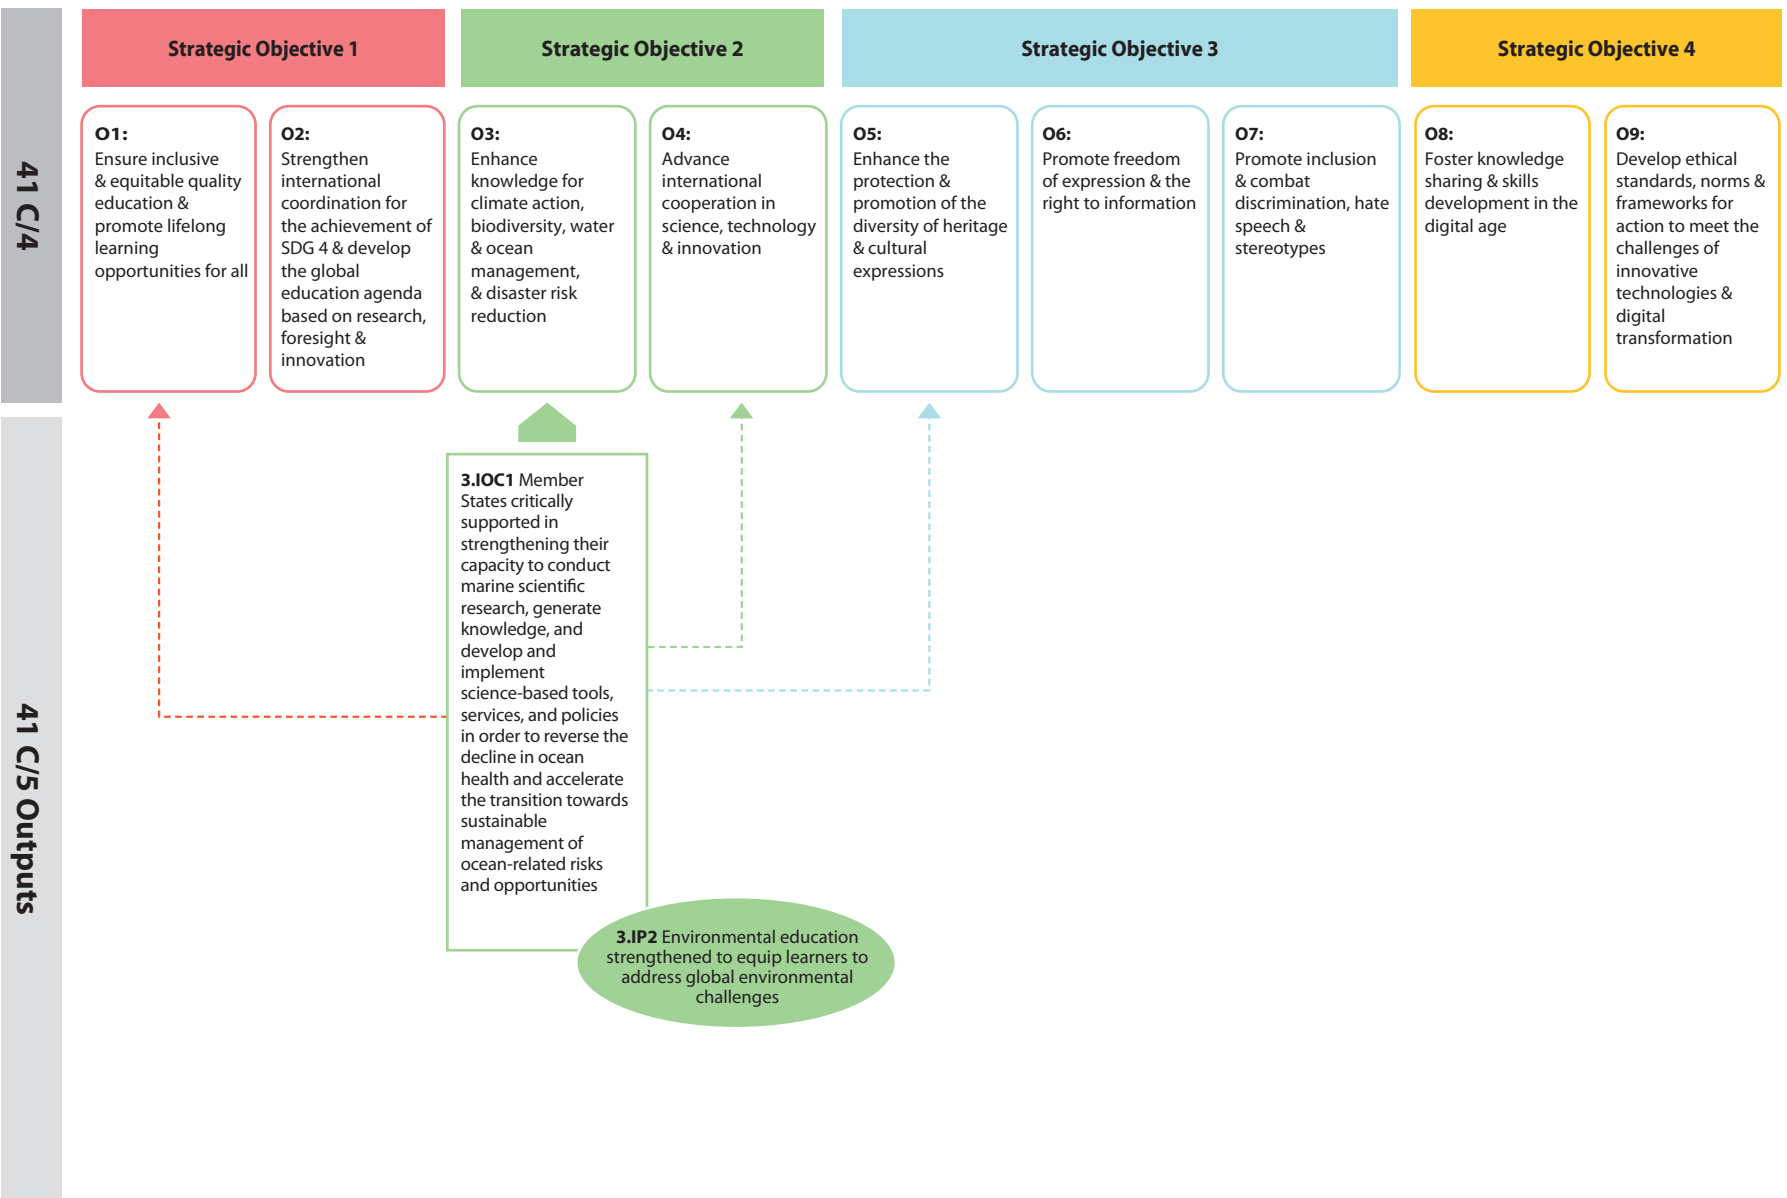 41 C/4
Strategic Objective 1
Strategic Objective 2
Strategic Objective 3
Strategic Objective 4
O1:
Ensure inclusive
& equitable quality
education &
promote lifelong
learning
opportunities for all
O2:
Strengthen
international
coordination for
the achievement of
SDG 4 & develop
the global
education agenda
based on research,
foresight &
innovation
O3:
Enhance
knowledge for
climate action,
biodiversity, water
& ocean
management,
& disaster risk
reduction
O4:
Advance
international
cooperation in
science, technology
& innovation
O5:
Enhance the
protection &
promotion of the
diversity of heritage
& cultural
expressions
O6:
Promote freedom
of expression & the
right to information
O7:
Promote inclusion
& combat
discrimination, hate
speech &
stereotypes
O8:
Foster knowledge
sharing & skills
development in the
digital age
O9:
Develop ethical
standards, norms &
frameworks for
action to meet the
challenges of
innovative
technologies &
digital
transformation
41 C/5 Outputs
3.IOC1 Member
States critically
supported in
strengthening their
capacity to conduct
marine scientific
research, generate
knowledge, and
develop and
implement
science-based tools,
services, and policies
in order to reverse the
decline in ocean
health and accelerate
the transition towards
sustainable
management of
ocean-related risks
and opportunities
3.IP2 Environmental education
strengthened to equip learners to
address global environmental
challenges